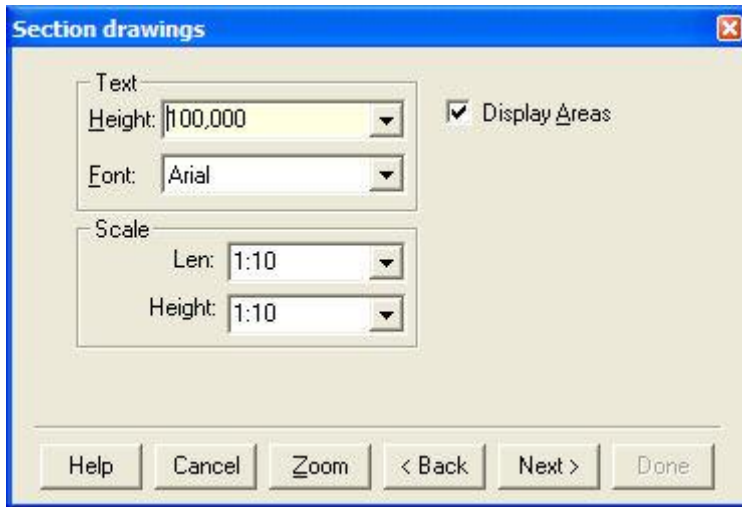 Section drawings
Text
Height: 100,000
Display Areas
Font: Arial
Scale
Len: 1:10
Height: 1:10
Help Cancel Zoom < Back Next > Done